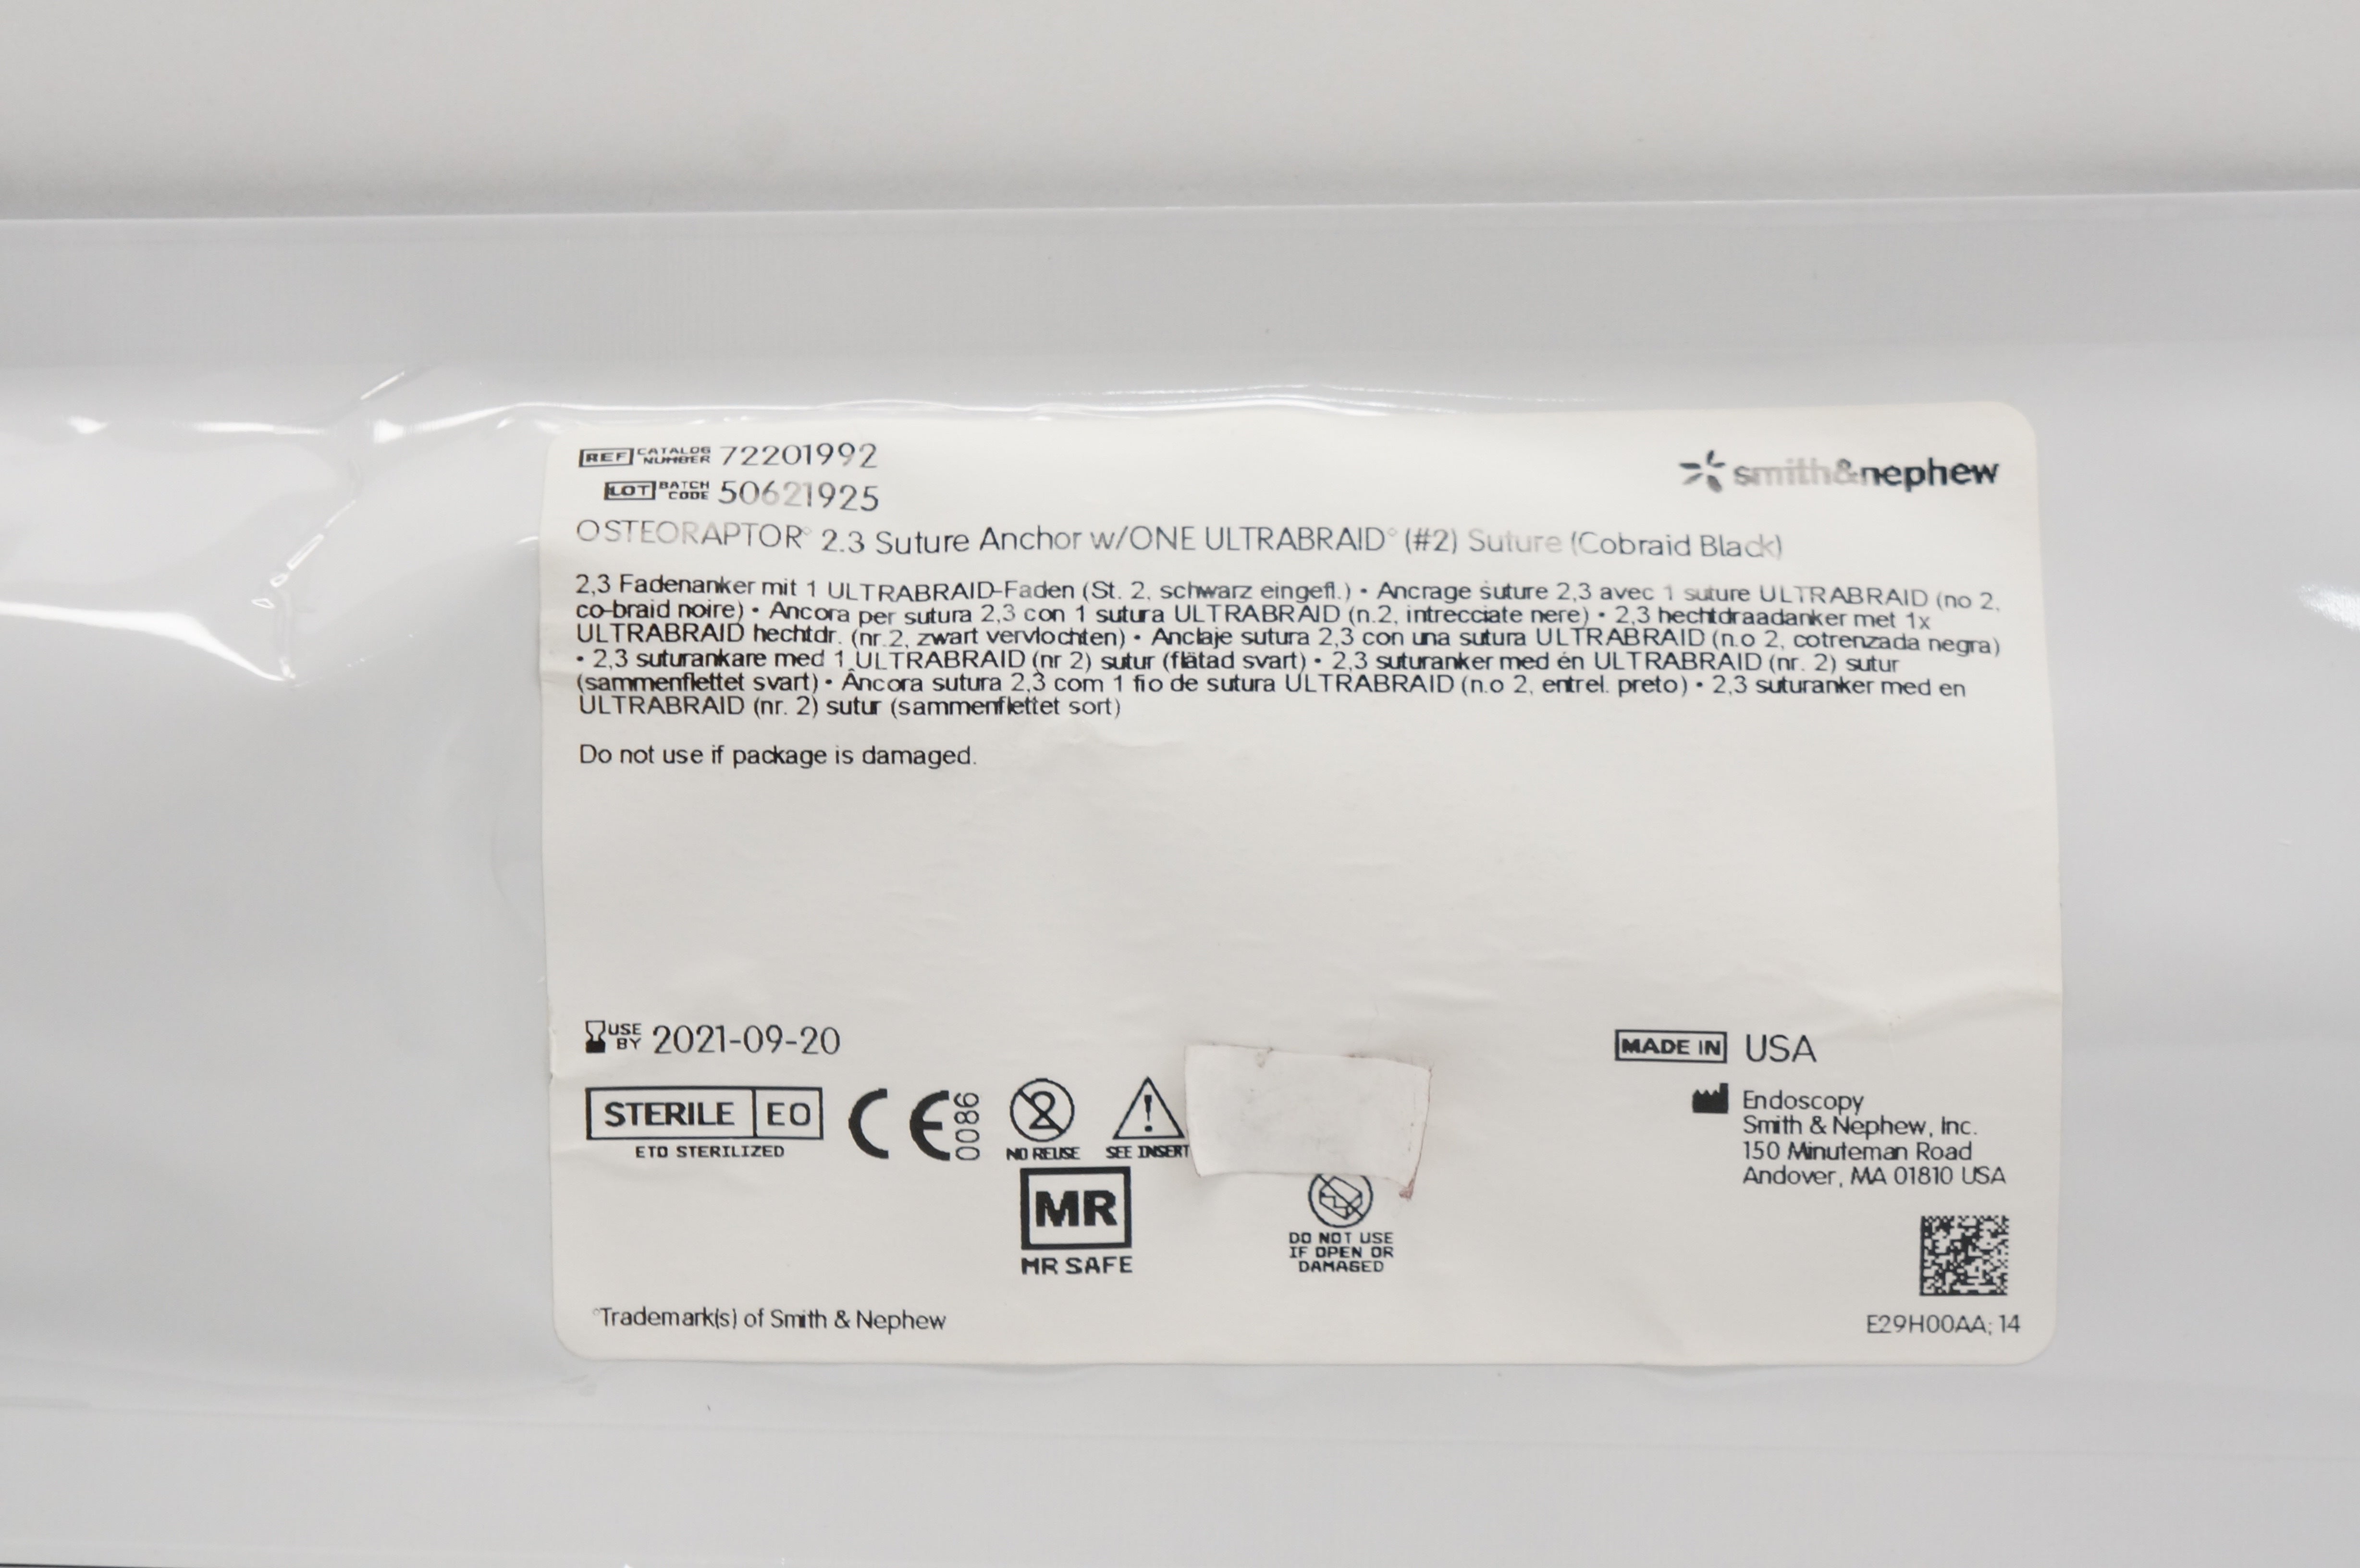 REF CATALOG NUMBER 72201992
smith&nephew
LOT BATCH CODE 50621925
OSTEORAPTOR° 2.3 Suture Anchor w/ONE ULTRABRAID° (#2) Suture (Cobraid Black)
2,3 Fadenanker mit 1 ULTRABRAID-Faden (St. 2, schwarz eingefl.) • Ancrage suture 2,3 avec 1 suture ULTRABRAID (no 2,
co-braid noire) • Ancora per sutura 2,3 con 1 sutura ULTRABRAID (n.2, intrecciate nere) • 2,3 hechtdraadanker met 1x
ULTRABRAID hechtdr. (nr.2, zwart vervlochten) • Anclaje sutura 2,3 con una sutura ULTRABRAID (n.o 2, cotrenzada negra)
• 2,3 suturankare med 1 ULTRABRAID (nr 2) sutur (flätad svart) • 2,3 suturanker med én ULTRABRAID (nr. 2) sutur
(sammenflettet svart) • Âncora sutura 2,3 com 1 fio de sutura ULTRABRAID (n.o 2, entrel. preto) • 2,3 suturanker med en
ULTRABRAID (nr. 2) sutur (sammenflettet sort)
Do not use if package is damaged.
USE BY 2021-09-20
MADE IN USA
STERILE EO
ETO STERILIZED
CE 0086
2
NO REUSE
!
SEE INSERT
Endoscopy
Smith & Nephew, Inc.
150 Minuteman Road
Andover, MA 01810 USA
MR
MR SAFE
DO NOT USE
IF OPEN OR
DAMAGED
°Trademark(s) of Smith & Nephew
E29H00AA; 14